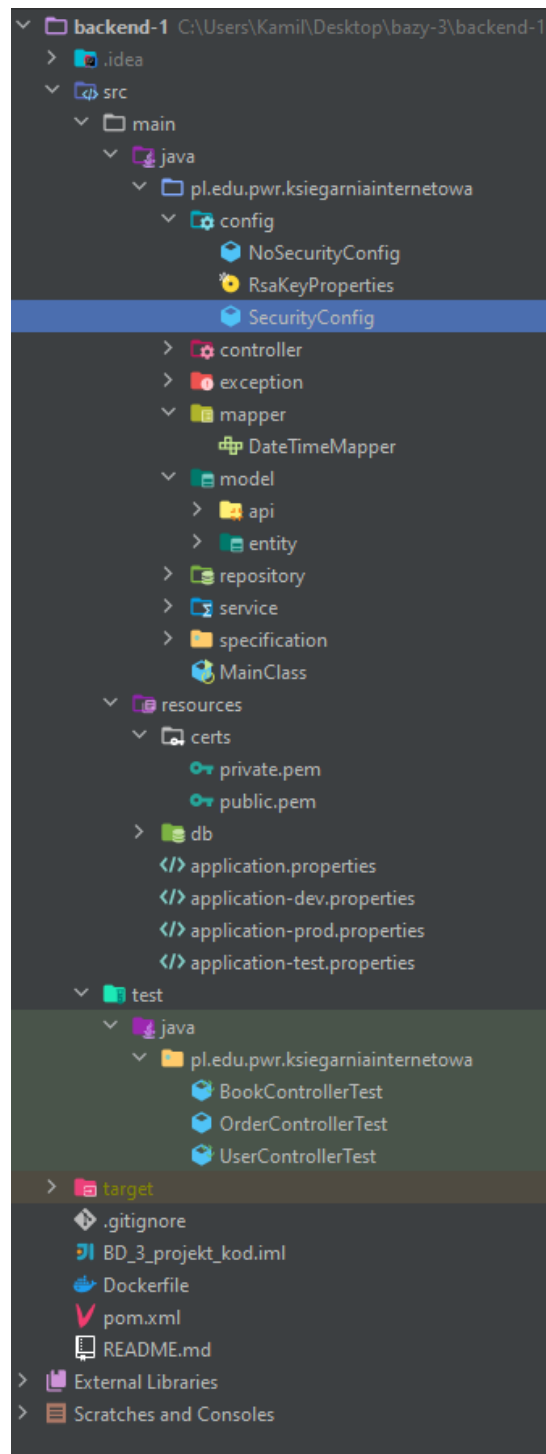 backend-1 C:\Users\Kamil\Desktop\bazy-3\backend-1
.idea
src
main
java
pl.edu.pwr.ksiegarniainternetowa
config
NoSecurityConfig
RsaKeyProperties
SecurityConfig
controller
exception
mapper
DateTimeMapper
model
api
entity
repository
service
specification
MainClass
resources
certs
private.pem
public.pem
db
application.properties
application-dev.properties
application-prod.properties
application-test.properties
test
java
pl.edu.pwr.ksiegarniainternetowa
BookControllerTest
OrderControllerTest
UserControllerTest
target
.gitignore
BD_3_projekt_kod.iml
Dockerfile
pom.xml
README.md
External Libraries
Scratches and Consoles